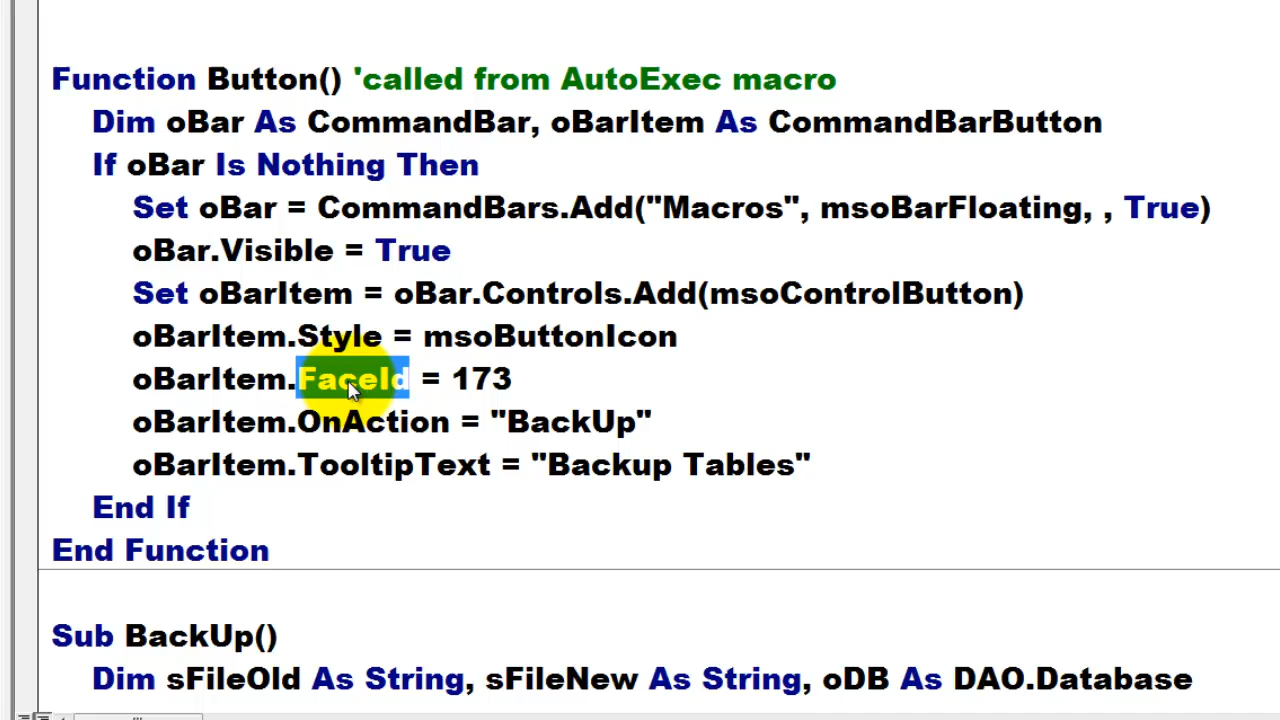 Function Button() 'called from AutoExec macro
Dim oBar As CommandBar, oBarItem As CommandBarButton
If oBar Is Nothing Then
Set oBar = CommandBars.Add("Macros", msoBarFloating, , True)
oBar.Visible = True
Set oBarItem = oBar.Controls.Add(msoControlButton)
oBarItem.Style = msoButtonIcon
oBarItem.FaceId = 173
oBarItem.OnAction = "BackUp"
oBarItem.TooltipText = "Backup Tables"
End If
End Function
Sub BackUp()
Dim sFileOld As String, sFileNew As String, oDB As DAO.Database